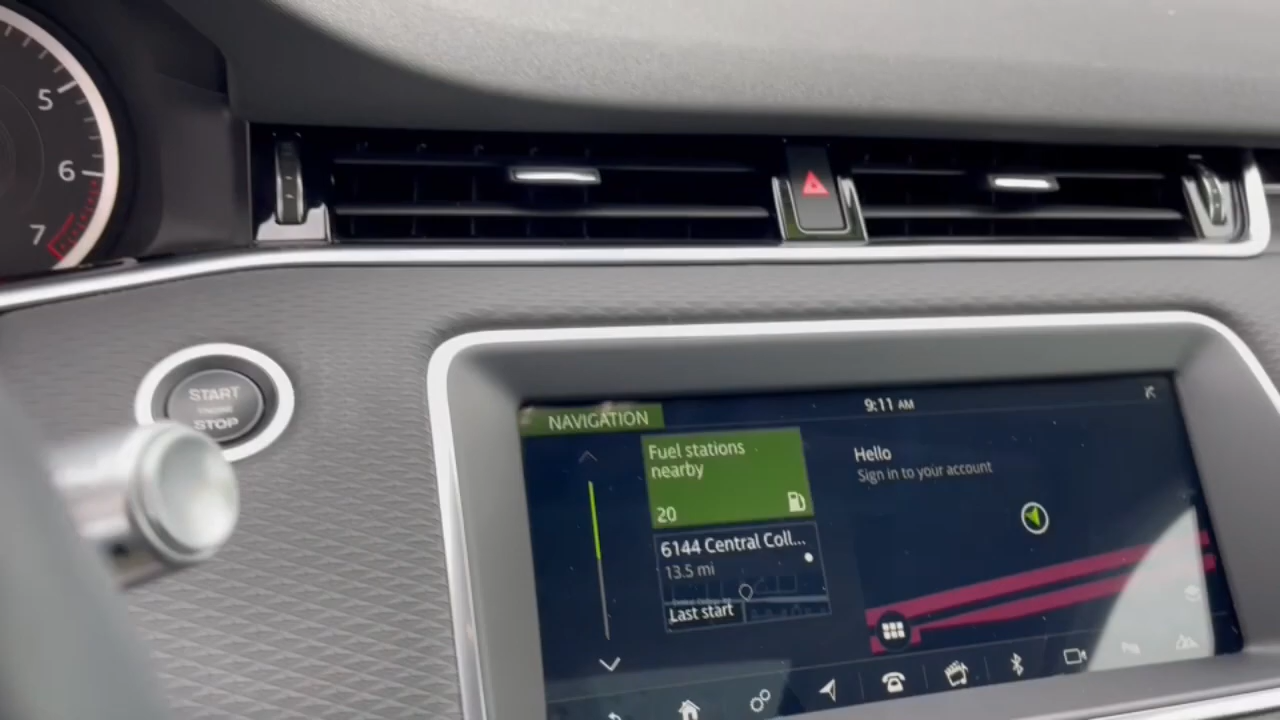 5
6
7
START
ENGINE
STOP
NAVIGATION
9:11 AM
Fuel stations
nearby
20
Hello
Sign in to your account
6144 Central Coll...
13.5 mi
Last start